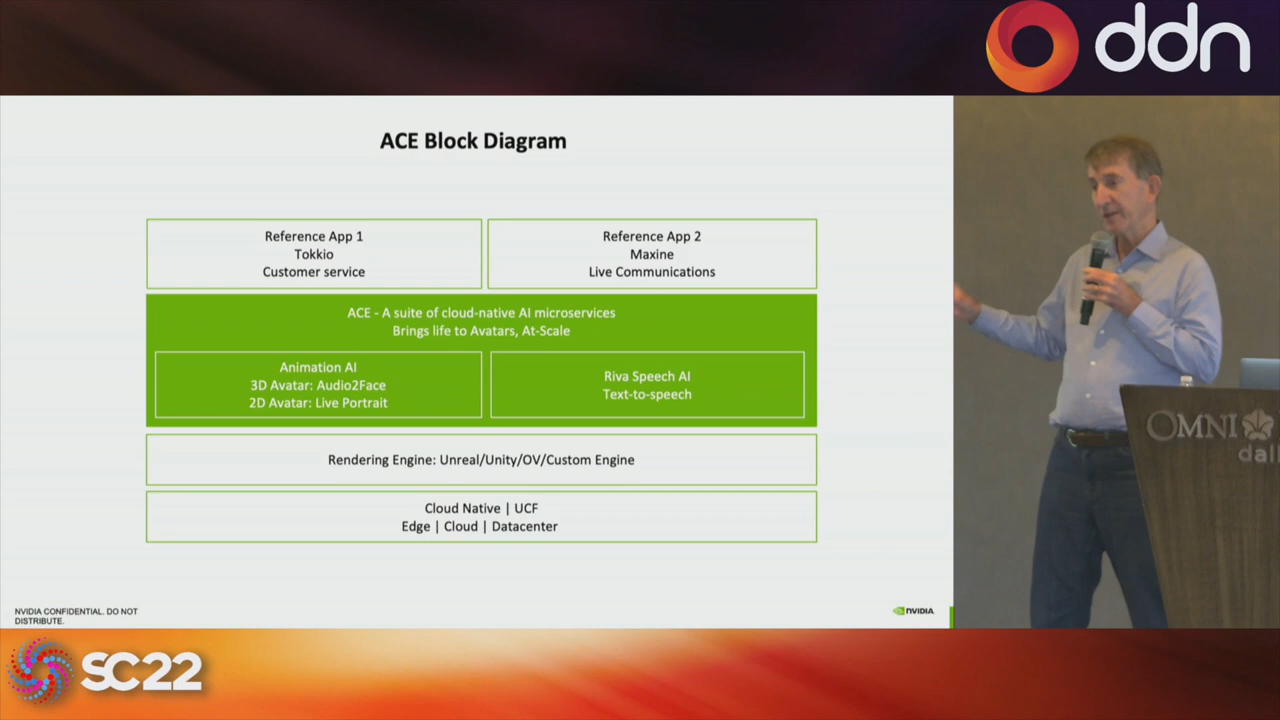 ddn
ACE Block Diagram
Reference App 1
Tokkio
Customer service
Reference App 2
Maxine
Live Communications
ACE - A suite of cloud-native AI microservices
Brings life to Avatars, At-Scale
Animation AI
3D Avatar: Audio2Face
2D Avatar: Live Portrait
Riva Speech AI
Text-to-speech
Rendering Engine: Unreal/Unity/OV/Custom Engine
Cloud Native | UCF
Edge | Cloud | Datacenter
OMNI
dall
NVIDIA CONFIDENTIAL. DO NOT
DISTRIBUTE.
NVIDIA
SC22